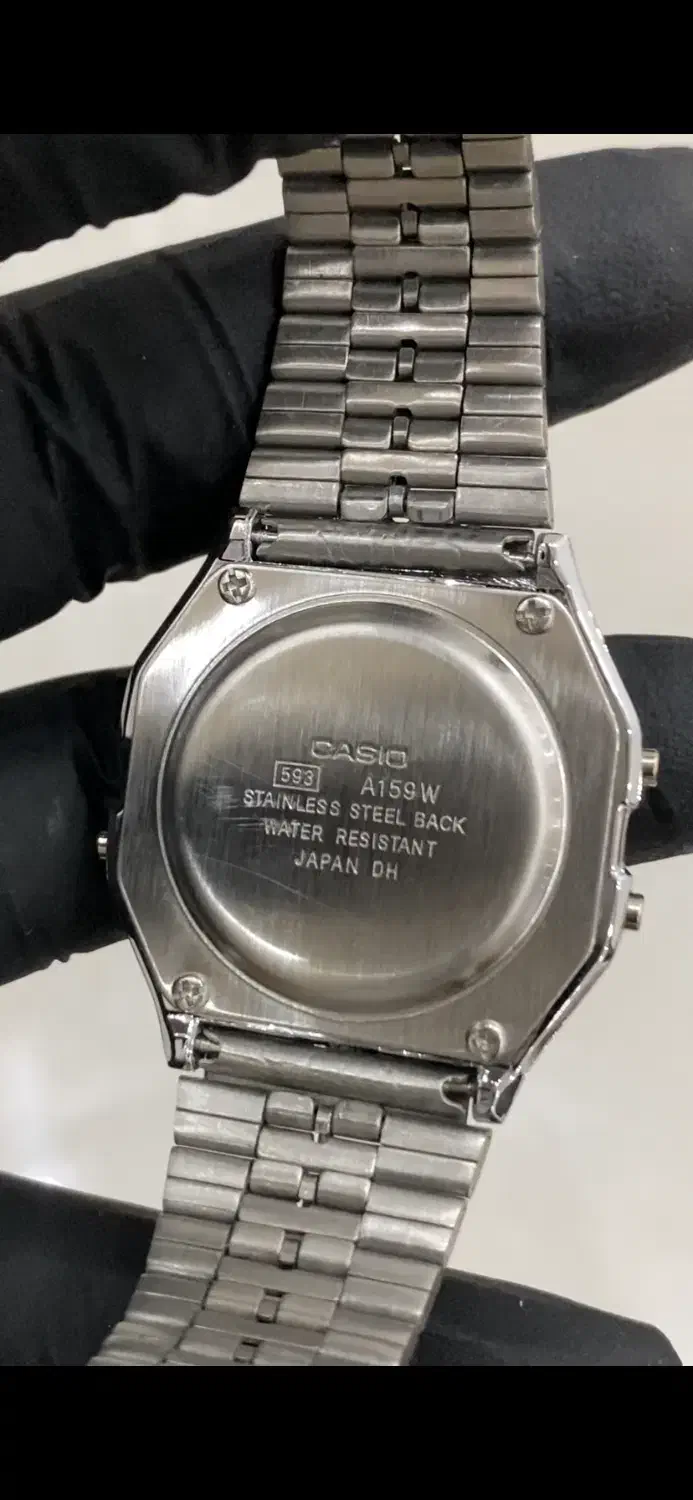 CASIO
593 A159W
STAINLESS STEEL BACK
WATER RESISTANT
JAPAN DH